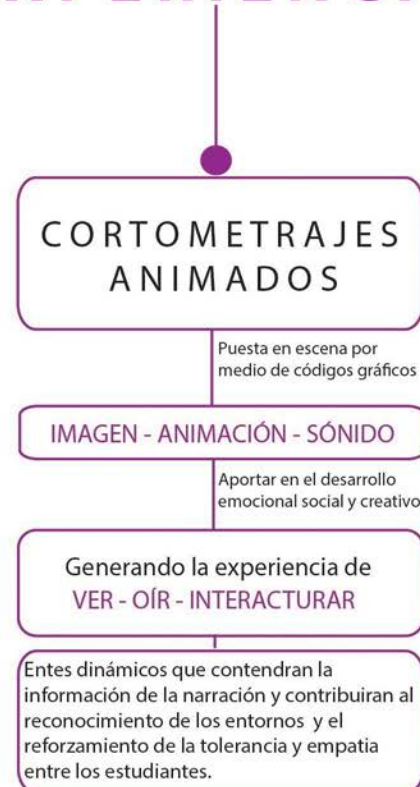 CORTOMETRAJES
ANIMADOS
Puesta en escena por
medio de códigos gráficos
IMAGEN - ANIMACIÓN - SÓNIDO
Aportar en el desarrollo
emocional social y creativo
Generando la experiencia de
VER - OÍR - INTERACTURAR
Entes dinámicos que contendran la
información de la narración y contribuiran al
reconocimiento de los entornos y el
reforzamiento de la tolerancia y empatia
entre los estudiantes.